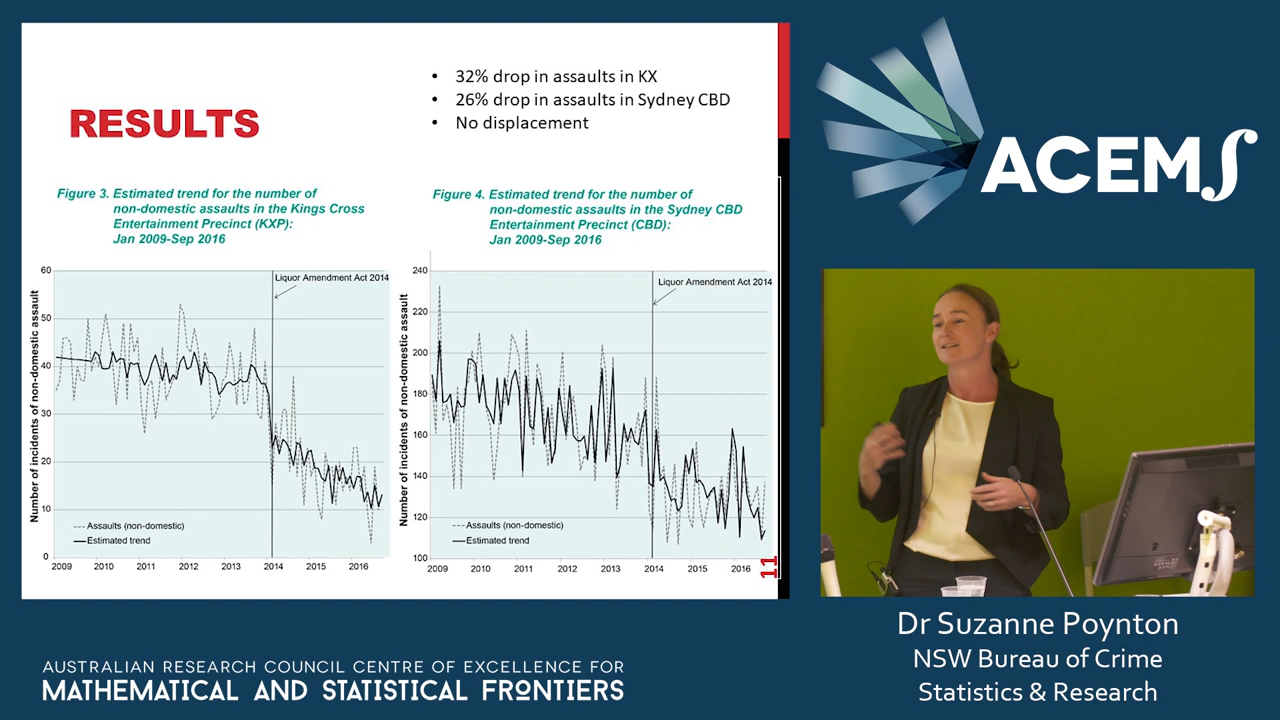 RESULTS
• 32% drop in assaults in KX
• 26% drop in assaults in Sydney CBD
• No displacement
Figure 3. Estimated trend for the number of
non-domestic assaults in the Kings Cross
Entertainment Precinct (KXP):
Jan 2009-Sep 2016
Number of incidents of non-domestic assault
60
50
40
30
20
10
0
Liquor Amendment Act 2014
Assaults (non-domestic)
Estimated trend
2009 2010 2011 2012 2013 2014 2015 2016
Figure 4. Estimated trend for the number of
non-domestic assaults in the Sydney CBD
Entertainment Precinct (CBD):
Jan 2009-Sep 2016
Number of incidents of non-domestic assault
240
220
200
180
160
140
120
100
Liquor Amendment Act 2014
Assaults (non-domestic)
Estimated trend
2009 2010 2011 2012 2013 2014 2015 2016
11
ACEMS
Dr Suzanne Poynton
NSW Bureau of Crime
Statistics & Research
AUSTRALIAN RESEARCH COUNCIL CENTRE OF EXCELLENCE FOR
MATHEMATICAL AND STATISTICAL FRONTIERS